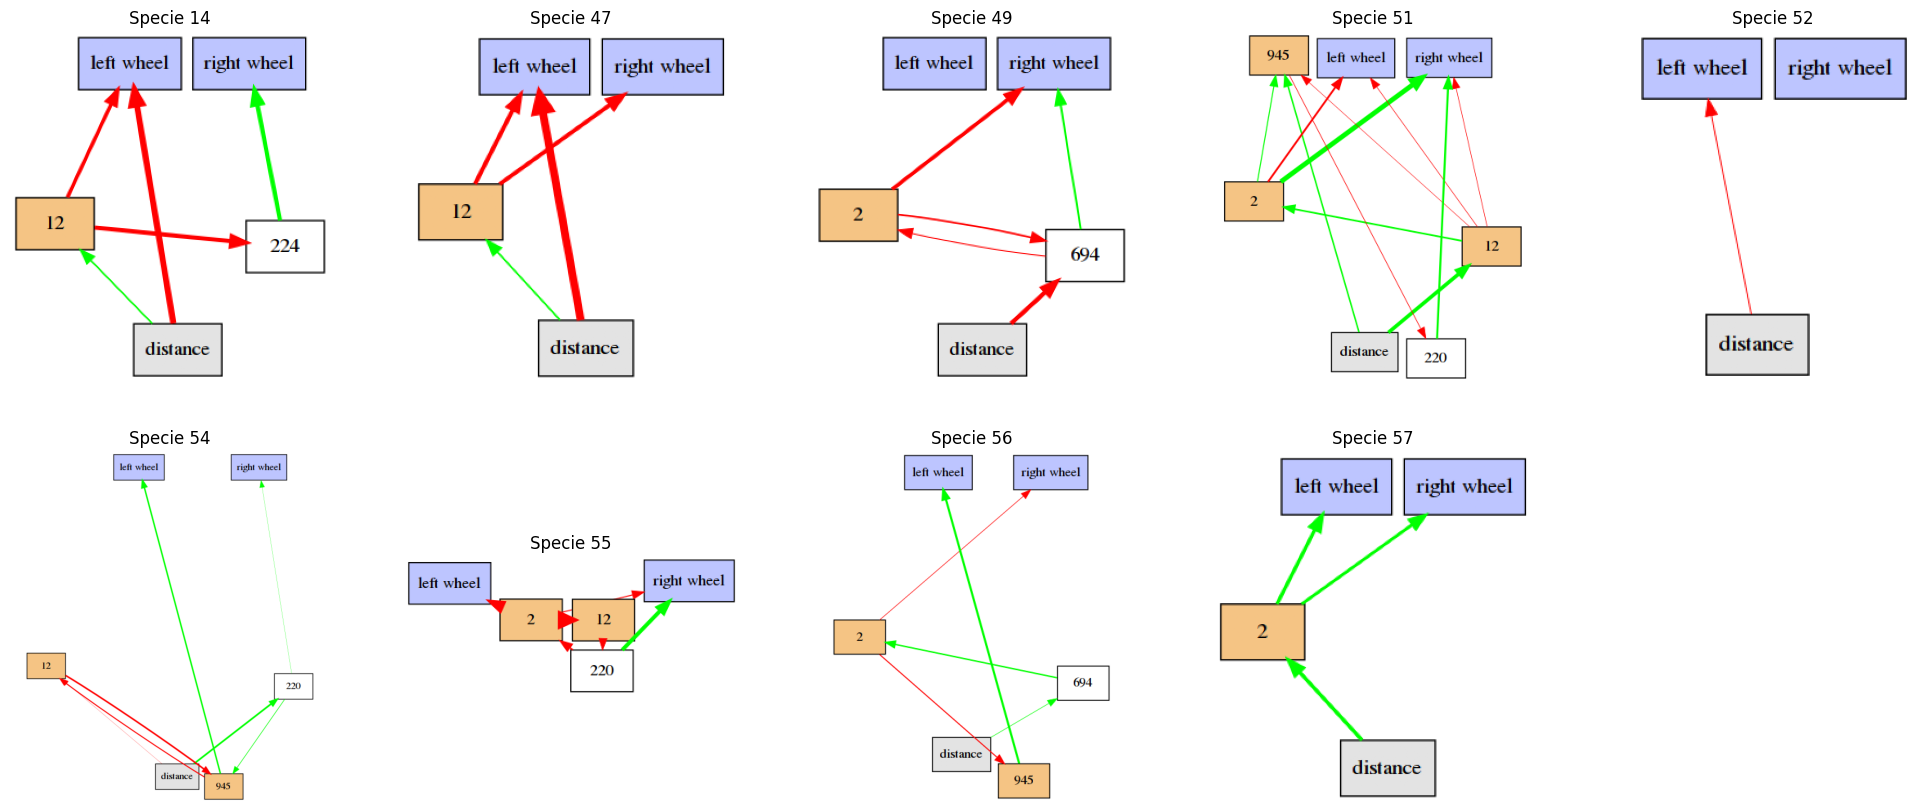 Specie 14
left wheel
right wheel
12
224
distance
Specie 47
left wheel
right wheel
12
distance
Specie 49
left wheel
right wheel
2
694
distance
Specie 51
945
left wheel
right wheel
2
12
distance
220
Specie 52
left wheel
right wheel
distance
Specie 54
left wheel
right wheel
12
220
distance
945
Specie 55
left wheel
right wheel
2
12
220
Specie 56
left wheel
right wheel
2
694
distance
945
Specie 57
left wheel
right wheel
2
distance